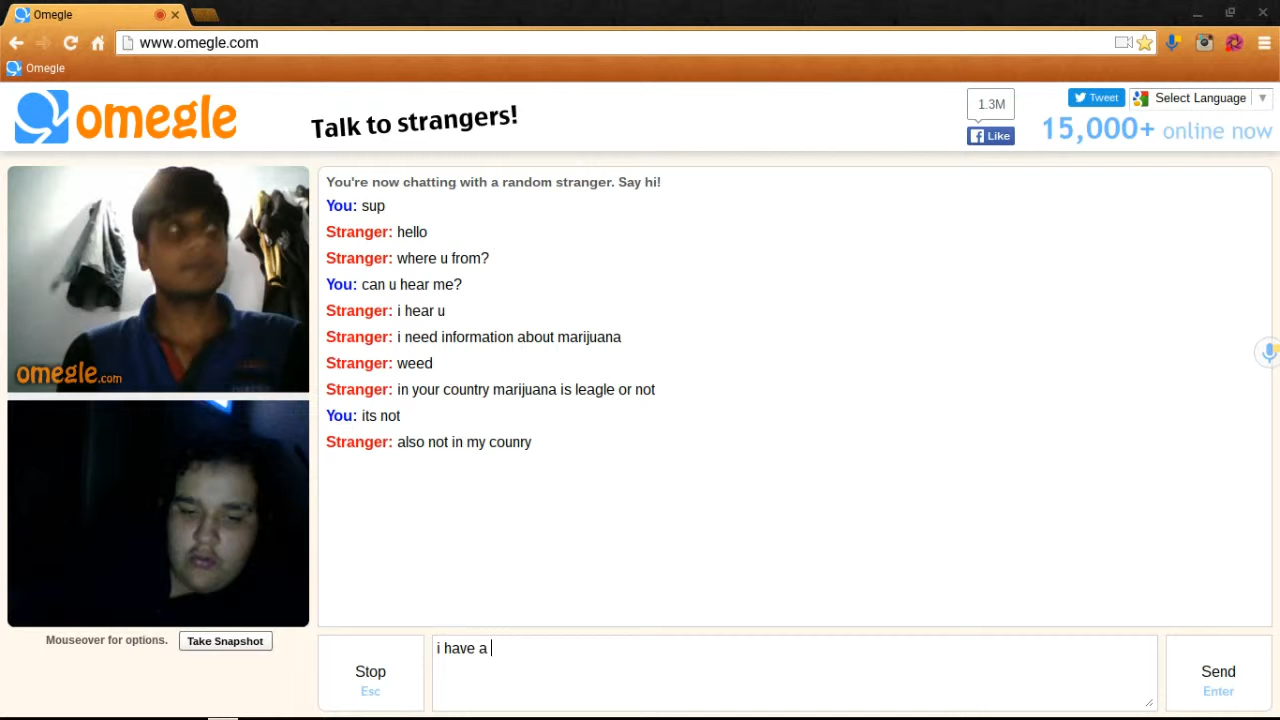 Omegle
www.omegle.com
Omegle
omegle
Talk to strangers!
1.3M
Like
Tweet
Select Language
15,000+ online now
omegle.com
You're now chatting with a random stranger. Say hi!
You: sup
Stranger: hello
Stranger: where u from?
You: can u hear me?
Stranger: i hear u
Stranger: i need information about marijuana
Stranger: weed
Stranger: in your country marijuana is leagle or not
You: its not
Stranger: also not in my counry
Mouseover for options.
Take Snapshot
Stop
Esc
i have a
Send
Enter